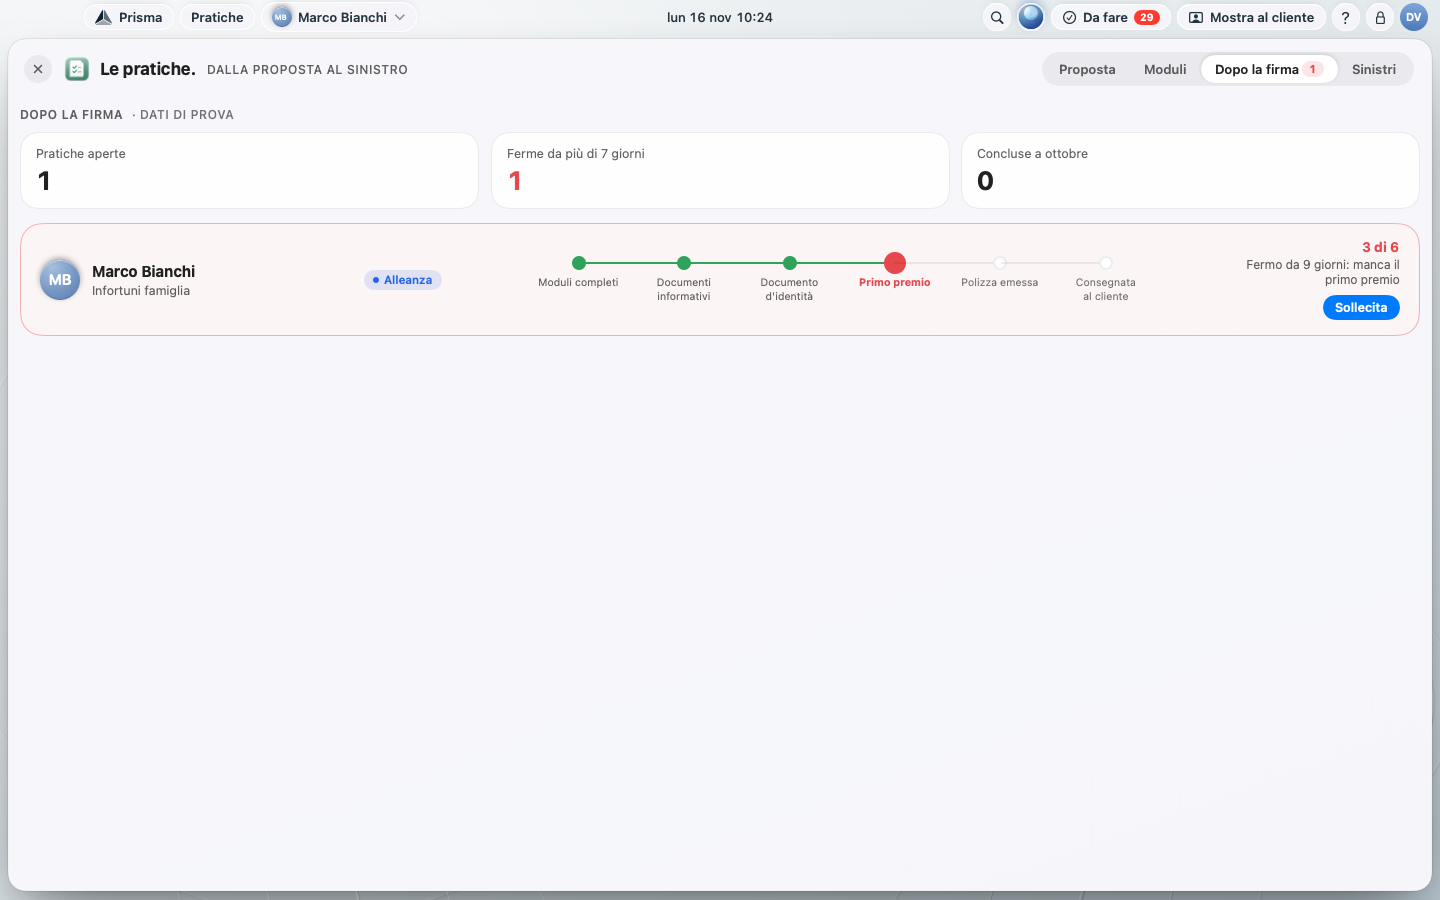 Prisma
Pratiche
MB Marco Bianchi
lun 16 nov 10:24
Da fare 29
Mostra al cliente
?
DV
Le pratiche. DALLA PROPOSTA AL SINISTRO
Proposta
Moduli
Dopo la firma 1
Sinistri
DOPO LA FIRMA · DATI DI PROVA
Pratiche aperte
1
Ferme da più di 7 giorni
1
Concluse a ottobre
0
MB
Marco Bianchi
Infortuni famiglia
Alleanza
Moduli completi
Documenti
informativi
Documento
d'identità
Primo premio
Polizza emessa
Consegnata
al cliente
3 di 6
Fermo da 9 giorni: manca il
primo premio
Sollecita